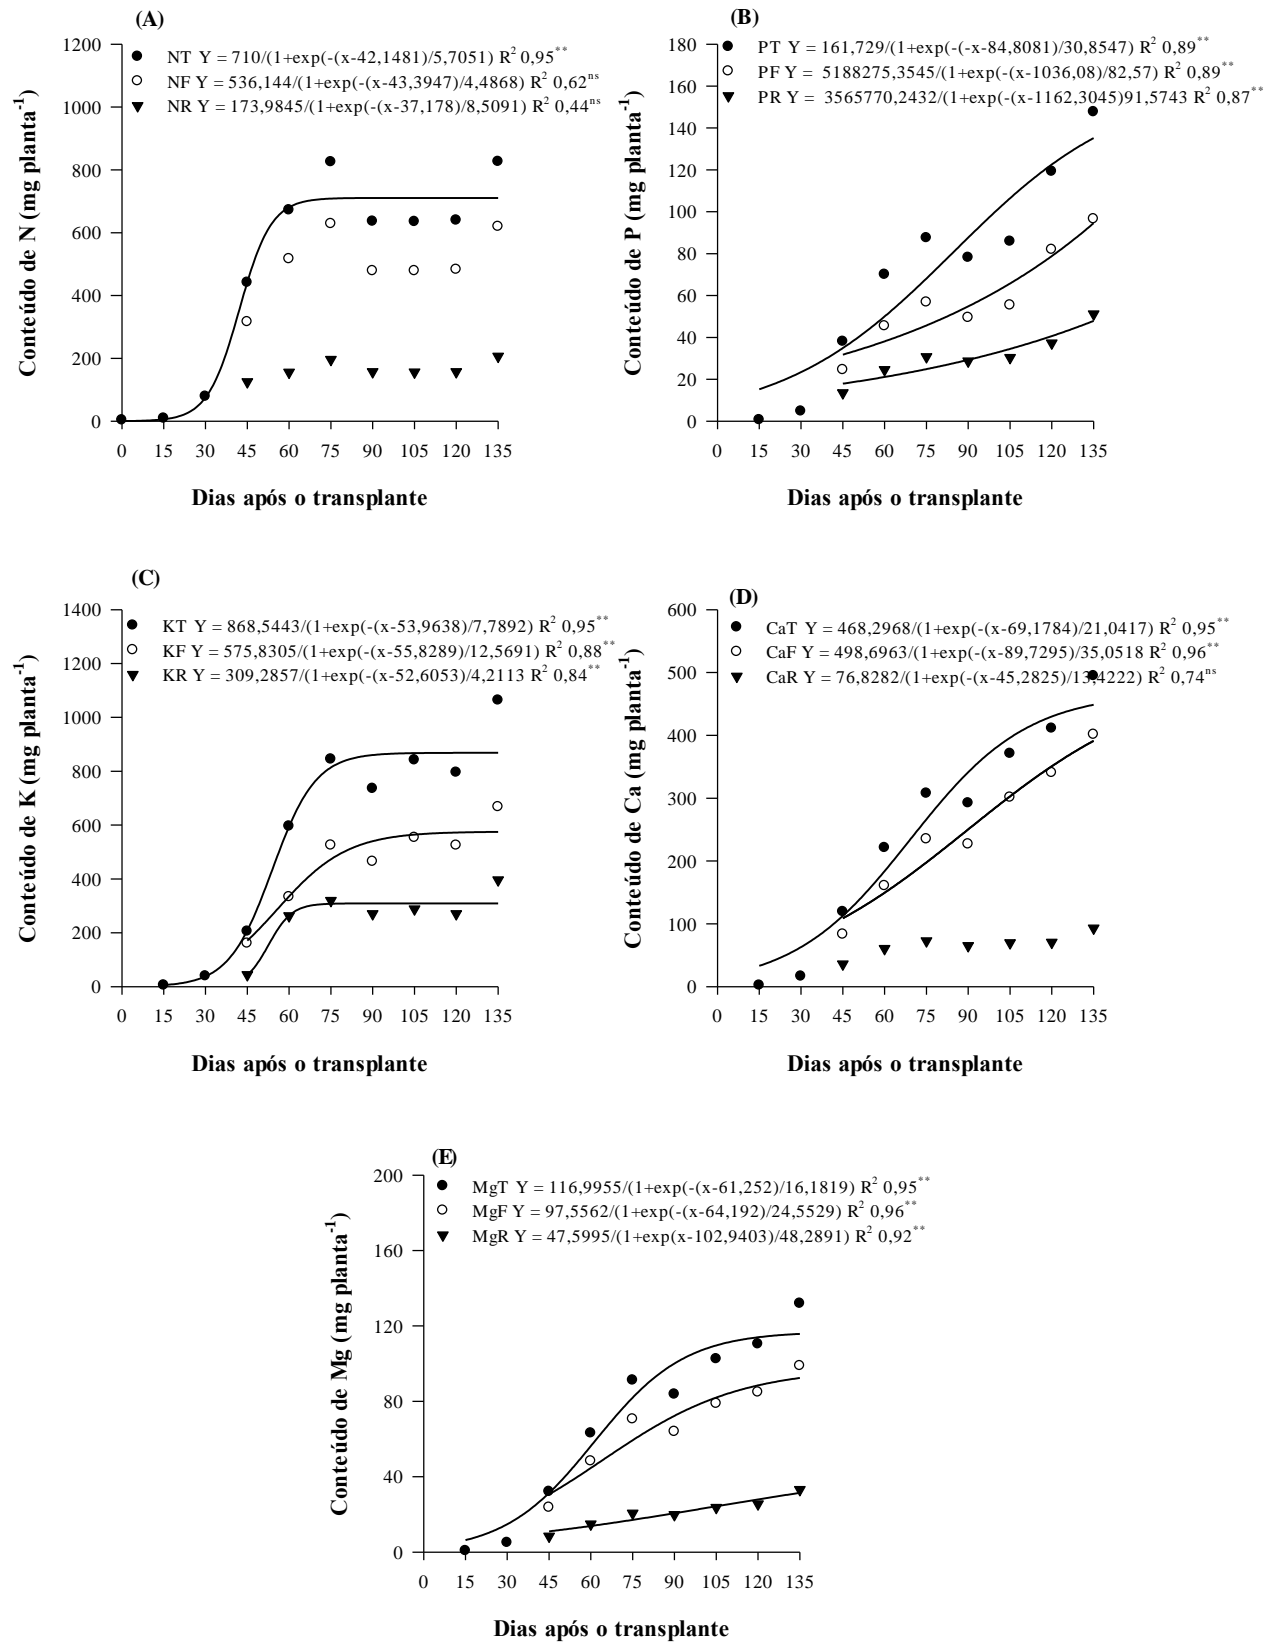 (A)
NT Y = 710/(1+exp(-(x-42,1481)/5,7051) R² 0,95**
NF Y = 536,144/(1+exp(-(x-43,3947)/4,4868) R² 0,62ns
NR Y = 173,9845/(1+exp(-(x-37,178)/8,5091) R² 0,44ns
Conteúdo de N (mg planta-1)
1200
1000
800
600
400
200
0
0 15 30 45 60 75 90 105 120 135
Dias após o transplante
(B)
PT Y = 161,729/(1+exp(-(-x-84,8081)/30,8547) R² 0,89**
PF Y = 5188275,3545/(1+exp(-(x-1036,08)/82,57) R² 0,89**
PR Y = 3565770,2432/(1+exp(-(x-1162,3045)91,5743 R² 0,87**
Conteúdo de P (mg planta-1)
180
160
140
120
100
80
60
40
20
0
0 15 30 45 60 75 90 105 120 135
Dias após o transplante
(C)
KT Y = 868,5443/(1+exp(-(x-53,9638)/7,7892) R² 0,95**
KF Y = 575,8305/(1+exp(-(x-55,8289)/12,5691) R² 0,88**
KR Y = 309,2857/(1+exp(-(x-52,6053)/4,2113 R² 0,84**
Conteúdo de K (mg planta-1)
1400
1200
1000
800
600
400
200
0
0 15 30 45 60 75 90 105 120 135
Dias após o transplante
(D)
CaT Y = 468,2968/(1+exp(-(x-69,1784)/21,0417) R² 0,95**
CaF Y = 498,6963/(1+exp(-(x-89,7295)/35,0518 R² 0,96**
CaR Y = 76,8282/(1+exp(-(x-45,2825)/13,4222) R² 0,74ns
Conteúdo de Ca (mg planta-1)
600
500
400
300
200
100
0
0 15 30 45 60 75 90 105 120 135
Dias após o transplante
(E)
MgT Y = 116,9955/(1+exp(-(x-61,252)/16,1819) R² 0,95**
MgF Y = 97,5562/(1+exp(-(x-64,192)/24,5529) R² 0,96**
MgR Y = 47,5995/(1+exp(x-102,9403)/48,2891) R² 0,92**
Conteúdo de Mg (mg planta-1)
200
160
120
80
40
0
0 15 30 45 60 75 90 105 120 135
Dias após o transplante